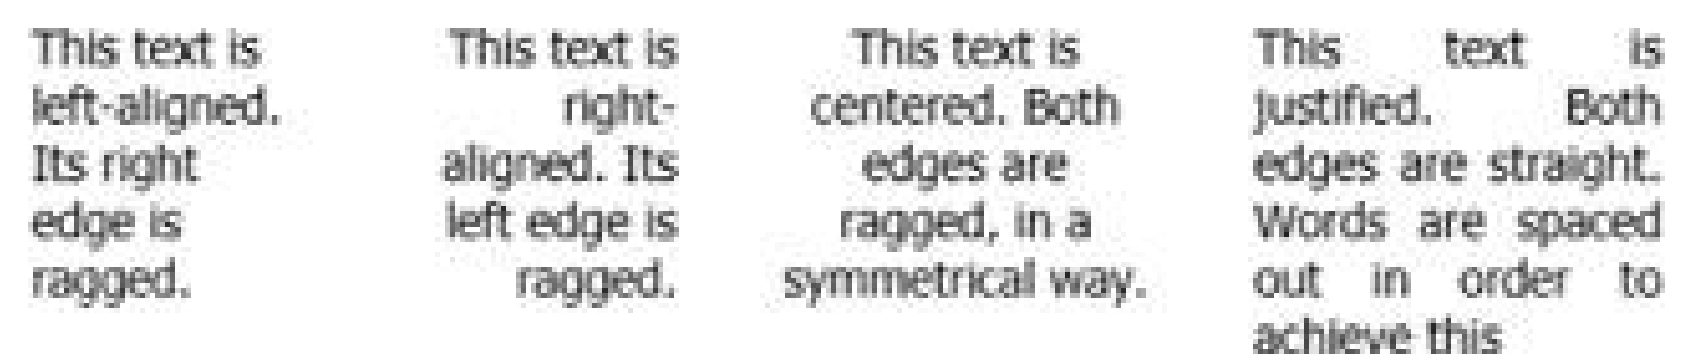 This text is
left-aligned.
Its right
edge is
ragged.
This text is
right-
aligned. Its
left edge is
ragged.
This text is
centered. Both
edges are
ragged, in a
symmetrical way.
This text is
justified. Both
edges are straight.
Words are spaced
out in order to
achieve this